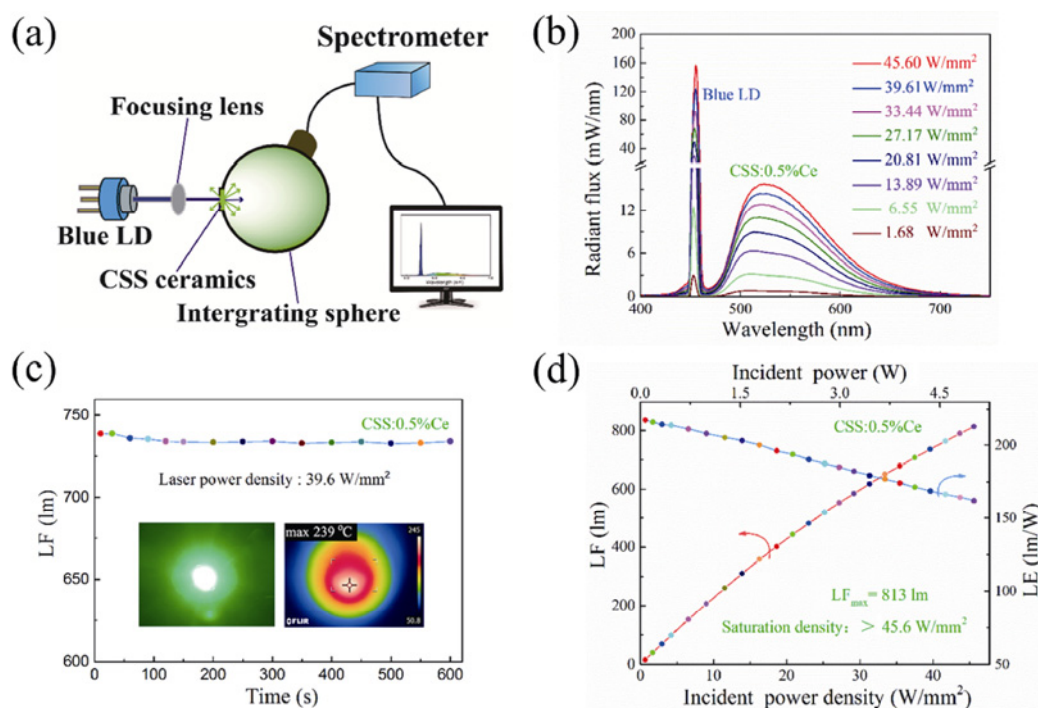 (a)
Spectrometer
Focusing lens
Blue LD
CSS ceramics
Intergrating sphere
(b)
Radiant flux (mW/nm)
160
120
80
40
12
6
0
400
500
600
700
Wavelength (nm)
Blue LD
CSS:0.5%Ce
45.60 W/mm²
39.61W/mm²
33.44 W/mm²
27.17 W/mm²
20.81 W/mm²
13.89 W/mm²
6.55 W/mm²
1.68 W/mm²
(c)
LF (lm)
750
700
650
600
CSS:0.5%Ce
Laser power density : 39.6 W/mm²
max 239 °C
245
50.8
FLIR
0 100 200 300 400 500 600
Time (s)
(d)
Incident power (W)
0.0 1.5 3.0 4.5
CSS:0.5%Ce
LF (lm)
800
600
400
200
0
LE (lm/W)
200
150
100
50
LFmax= 813 lm
Saturation density: > 45.6 W/mm²
0 10 20 30 40
Incident power density (W/mm²)